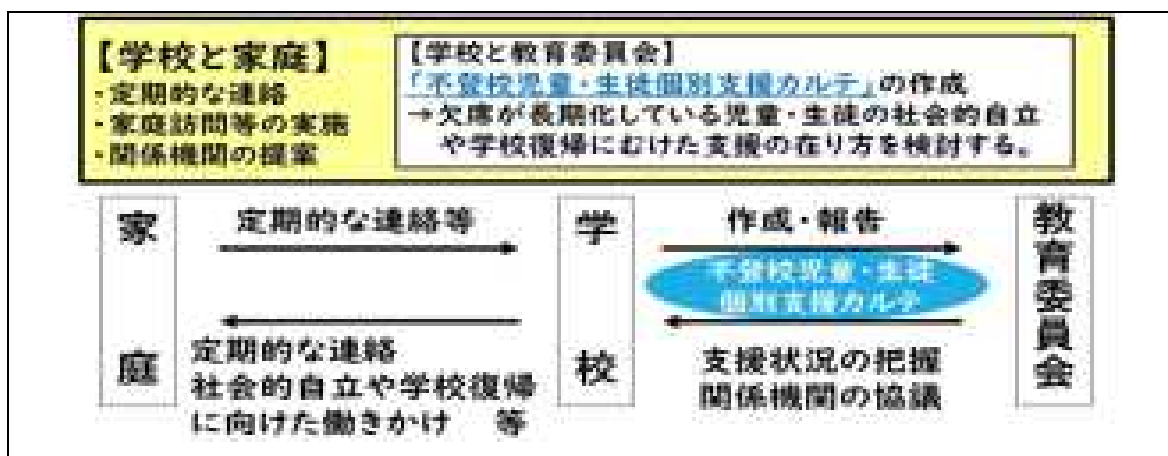 【学校と家庭】
・定期的な連絡
・家庭訪問等の実施
・関係機関の提案
【学校と教育委員会】
「不登校児童・生徒個別支援カルテ」の作成
→欠席が長期化している児童・生徒の社会的自立
や学校復帰にむけた支援の在り方を検討する。
家庭
定期的な連絡等
定期的な連絡
社会的自立や学校復帰
に向けた働きかけ 等
学校
作成・報告
不登校児童・生徒
個別支援カルテ
支援状況の把握
関係機関の協議
教育委員会